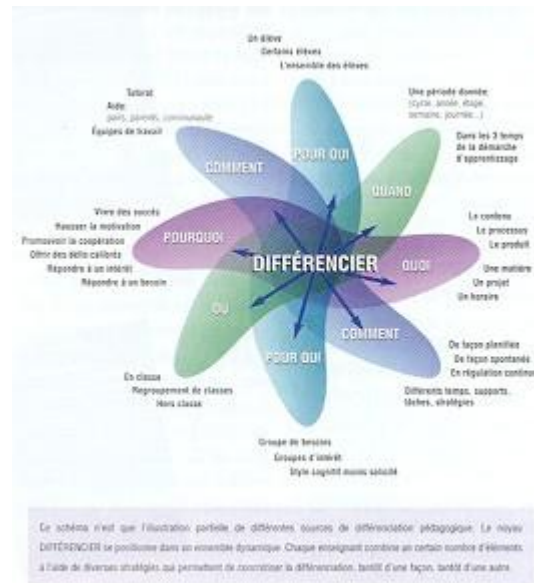 Un élève
Certains élèves
L'ensemble des élèves
POUR QUI
Tutorat
Aide:
pairs, parents, communauté
Équipes de travail
COMMENT
Une période donnée:
(cycle, année, étape,
semaine, journée...)
Dans les 3 temps
de la démarche
d'apprentissage
QUAND
Vivre des succès
Hausser la motivation
Promouvoir la coopération
Offrir des défis calibrés
Répondre à un intérêt
Répondre à un besoin
POURQUOI
DIFFÉRENCIER
QUOI
Le contenu
Le processus
Le produit
Une matière
Un projet
Un horaire
OÙ
En classe
Regroupement de classes
Hors classe
POUR QUI
Groupe de besoins
Groupes d'intérêt
Style cognitif moins sollicité
COMMENT
De façon planifiée
De façon spontanée
En régulation continue
Différents temps, supports,
tâches, stratégies
Ce schéma n'est que l'illustration partielle de différentes sources de différenciation pédagogique. Le noyau
DIFFÉRENCIER se positionne dans un ensemble dynamique. Chaque enseignant combine un certain nombre d'éléments
à l'aide de diverses stratégies qui permettent de concrétiser la différenciation, tantôt d'une façon, tantôt d'une autre.